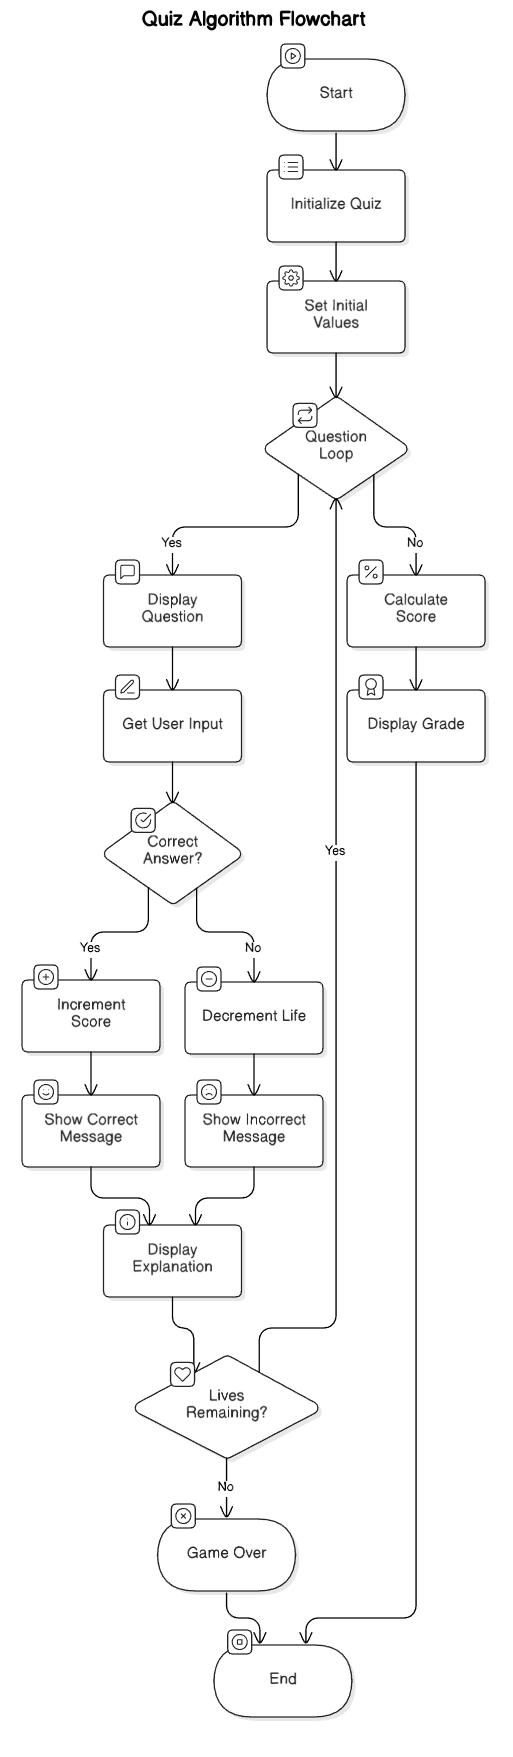 Quiz Algorithm Flowchart
Start
Initialize Quiz
Set Initial
Values
Question
Loop
Yes
No
Display
Question
Calculate
Score
Get User Input
Display Grade
Correct
Answer?
Yes
Yes
No
Increment
Score
Decrement Life
Show Correct
Message
Show Incorrect
Message
Display
Explanation
Lives
Remaining?
No
Game Over
End